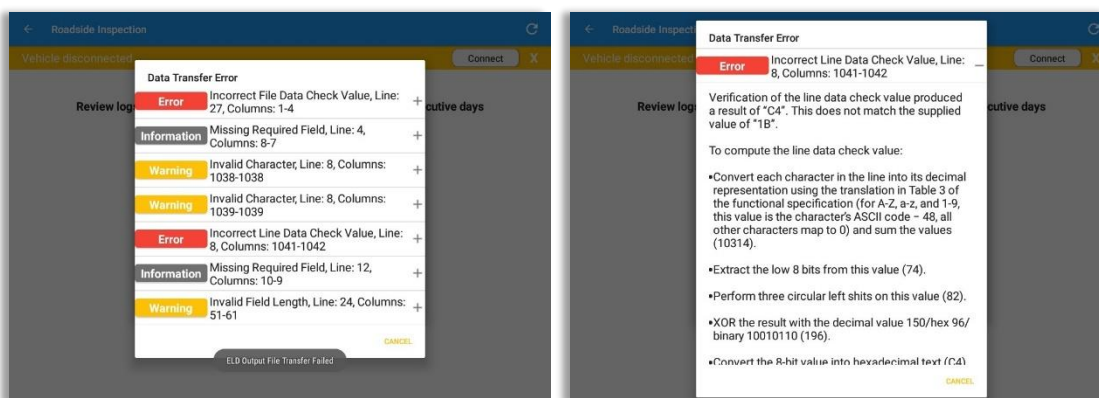 Roadside Inspection
Vehicle disconnected
Connect
X
Review log
cutive days
Data Transfer Error
Error
Incorrect File Data Check Value, Line:
27, Columns: 1-4
+
Information
Missing Required Field, Line: 4,
Columns: 8-7
+
Warning
Invalid Character, Line: 8, Columns:
1038-1038
+
Warning
Invalid Character, Line: 8, Columns:
1039-1039
+
Error
Incorrect Line Data Check Value, Line:
8, Columns: 1041-1042
+
Information
Missing Required Field, Line: 12,
Columns: 10-9
+
Warning
Invalid Field Length, Line: 24, Columns:
51-61
+
CANCEL
ELD Output File Transfer Failed
Roadside Inspecti
Vehicle disconnected
Connect
X
Review log
cutive days
Data Transfer Error
Error
Incorrect Line Data Check Value, Line:
8, Columns: 1041-1042
Verification of the line data check value produced
a result of “C4”. This does not match the supplied
value of “1B”.
To compute the line data check value:
•Convert each character in the line into its decimal
representation using the translation in Table 3 of
the functional specification (for A-Z, a-z, and 1-9,
this value is the character's ASCII code – 48, all
other characters map to 0) and sum the values
(10314).
•Extract the low 8 bits from this value (74).
•Perform three circular left shits on this value (82).
•XOR the result with the decimal value 150/hex 96/
binary 10010110 (196).
•Convert the 8-bit value into hexadecimal text (C4)
CANCEL